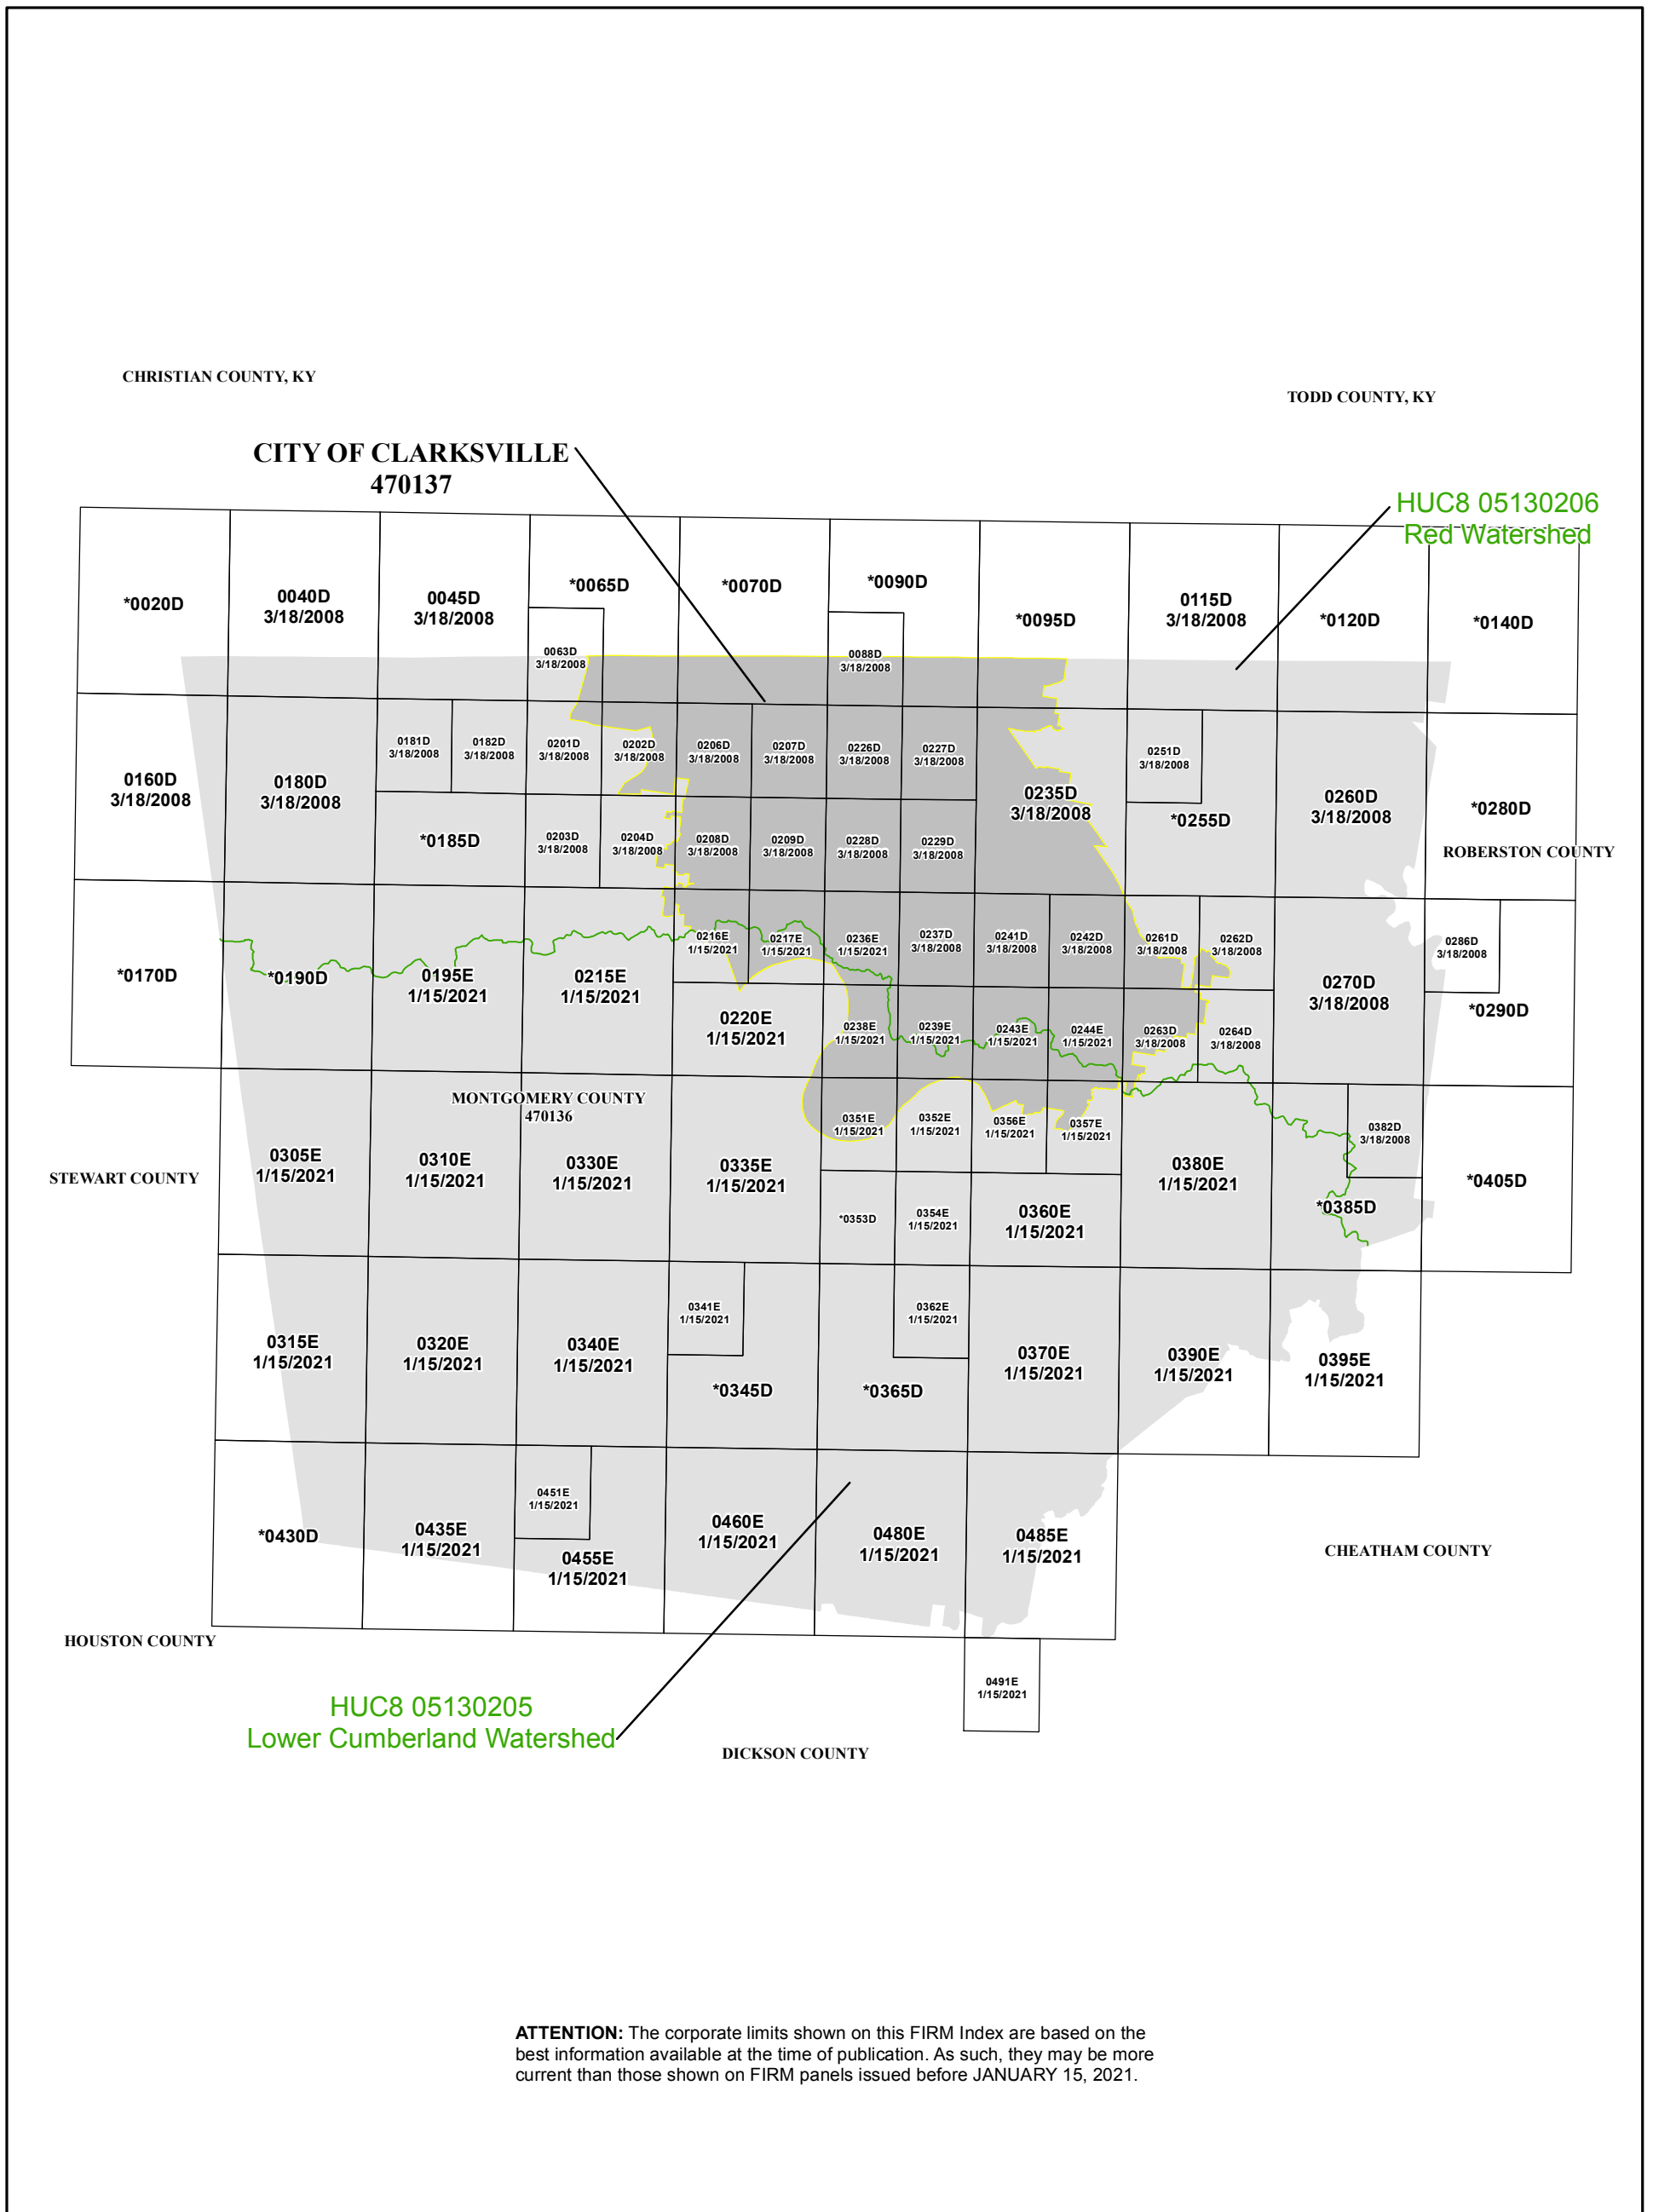 CHRISTIAN COUNTY, KY
TODD COUNTY, KY
CITY OF CLARKSVILLE
470137
HUC8 05130206
Red Watershed
*0020D
0040D
3/18/2008
0045D
3/18/2008
*0065D
0063D
3/18/2008
*0070D
*0090D
0088D
3/18/2008
*0095D
0115D
3/18/2008
*0120D
*0140D
0160D
3/18/2008
0180D
3/18/2008
0181D
3/18/2008
0182D
3/18/2008
0201D
3/18/2008
0202D
3/18/2008
0206D
3/18/2008
0207D
3/18/2008
0226D
3/18/2008
0227D
3/18/2008
0235D
3/18/2008
0251D
3/18/2008
*0255D
0260D
3/18/2008
*0280D
ROBERSTON COUNTY
*0185D
0203D
3/18/2008
0204D
3/18/2008
0208D
3/18/2008
0209D
3/18/2008
0228D
3/18/2008
0229D
3/18/2008
*0170D
*0190D
0195E
1/15/2021
0215E
1/15/2021
0216E
1/15/2021
0217E
1/15/2021
0236E
1/15/2021
0237D
3/18/2008
0241D
3/18/2008
0242D
3/18/2008
0261D
3/18/2008
0262D
3/18/2008
0270D
3/18/2008
0286D
3/18/2008
*0290D
0220E
1/15/2021
0238E
1/15/2021
0239E
1/15/2021
0243E
1/15/2021
0244E
1/15/2021
0263D
3/18/2008
0264D
3/18/2008
MONTGOMERY COUNTY
470136
STEWART COUNTY
0305E
1/15/2021
0310E
1/15/2021
0330E
1/15/2021
0335E
1/15/2021
0351E
1/15/2021
0352E
1/15/2021
0356E
1/15/2021
0357E
1/15/2021
*0353D
0354E
1/15/2021
0360E
1/15/2021
0380E
1/15/2021
0382D
3/18/2008
*0385D
*0405D
0315E
1/15/2021
0320E
1/15/2021
0340E
1/15/2021
0341E
1/15/2021
*0345D
0362E
1/15/2021
*0365D
0370E
1/15/2021
0390E
1/15/2021
0395E
1/15/2021
*0430D
0435E
1/15/2021
0451E
1/15/2021
0455E
1/15/2021
0460E
1/15/2021
0480E
1/15/2021
0485E
1/15/2021
CHEATHAM COUNTY
HOUSTON COUNTY
0491E
1/15/2021
HUC8 05130205
Lower Cumberland Watershed
DICKSON COUNTY
ATTENTION: The corporate limits shown on this FIRM Index are based on the
best information available at the time of publication. As such, they may be more
current than those shown on FIRM panels issued before JANUARY 15, 2021.